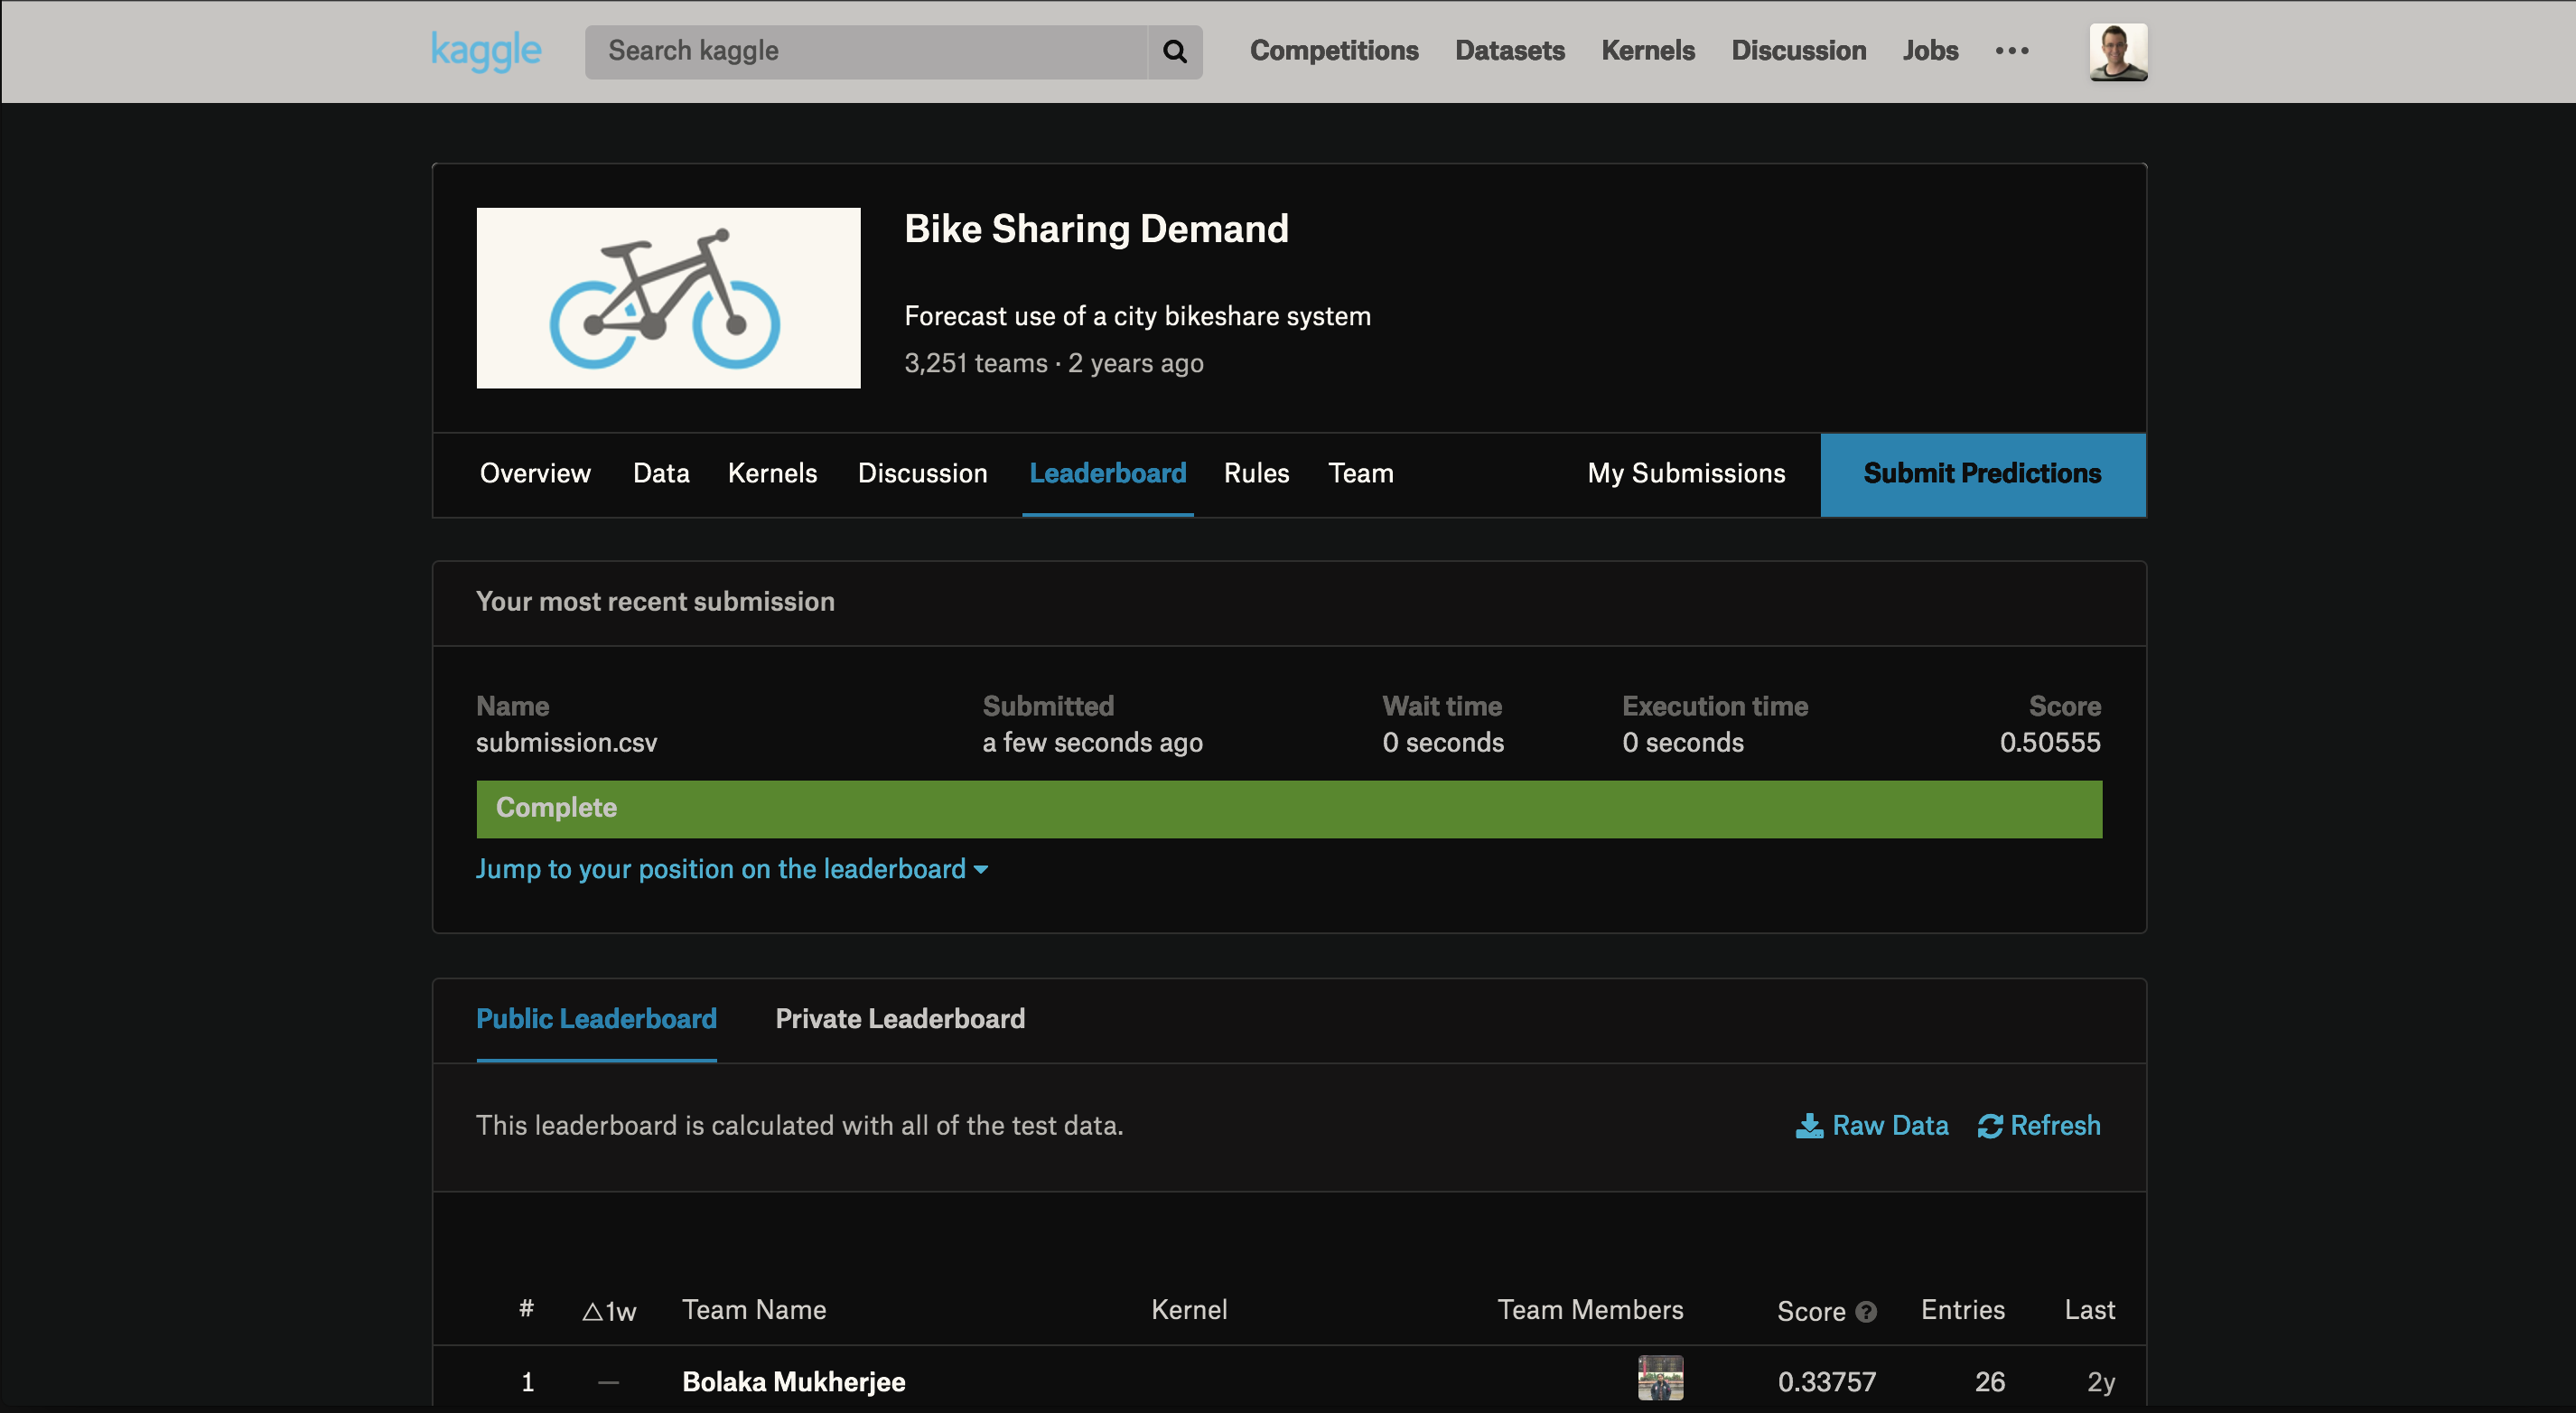 kaggle
Search kaggle
Competitions Datasets Kernels Discussion Jobs
Bike Sharing Demand
Forecast use of a city bikeshare system
3,251 teams · 2 years ago
Overview Data Kernels Discussion Leaderboard Rules Team My Submissions Submit Predictions
Your most recent submission
Name Submitted Wait time Execution time Score
submission.csv a few seconds ago 0 seconds 0 seconds 0.50555
Complete
Jump to your position on the leaderboard
Public Leaderboard Private Leaderboard
This leaderboard is calculated with all of the test data. Raw Data Refresh
# △1w Team Name Kernel Team Members Score ? Entries Last
1 — Bolaka Mukherjee 0.33757 26 2y